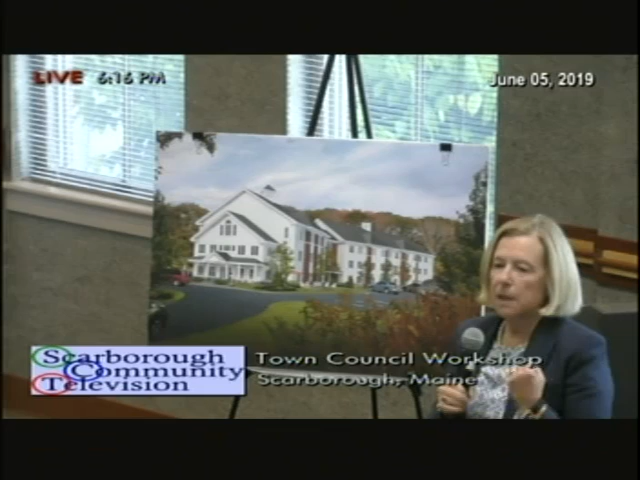 LIVE 6:16 PM
June 05, 2019
Scarborough
Community
Television
Town Council Workshop
Scarborough, Maine